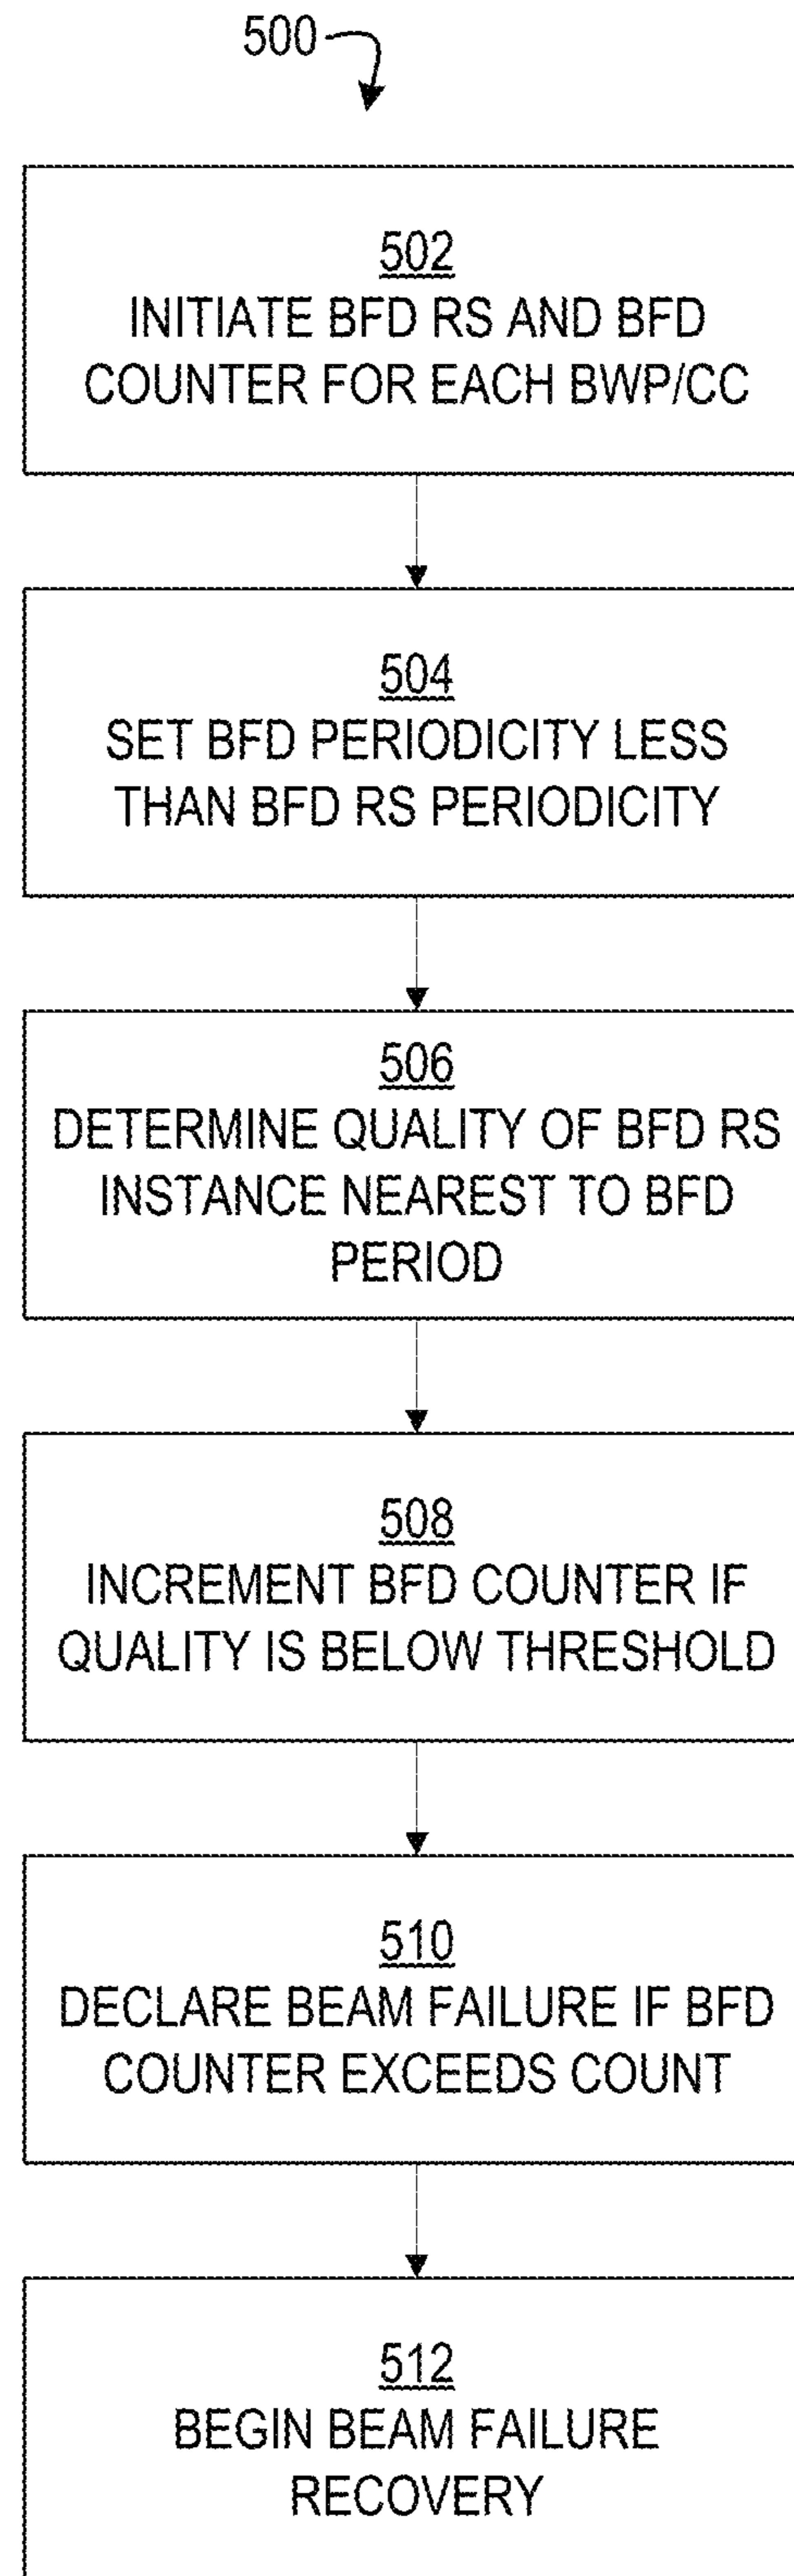 500
502
INITIATE BFD RS AND BFD
COUNTER FOR EACH BWP/CC
504
SET BFD PERIODICITY LESS
THAN BFD RS PERIODICITY
506
DETERMINE QUALITY OF BFD RS
INSTANCE NEAREST TO BFD
PERIOD
508
INCREMENT BFD COUNTER IF
QUALITY IS BELOW THRESHOLD
510
DECLARE BEAM FAILURE IF BFD
COUNTER EXCEEDS COUNT
512
BEGIN BEAM FAILURE
RECOVERY